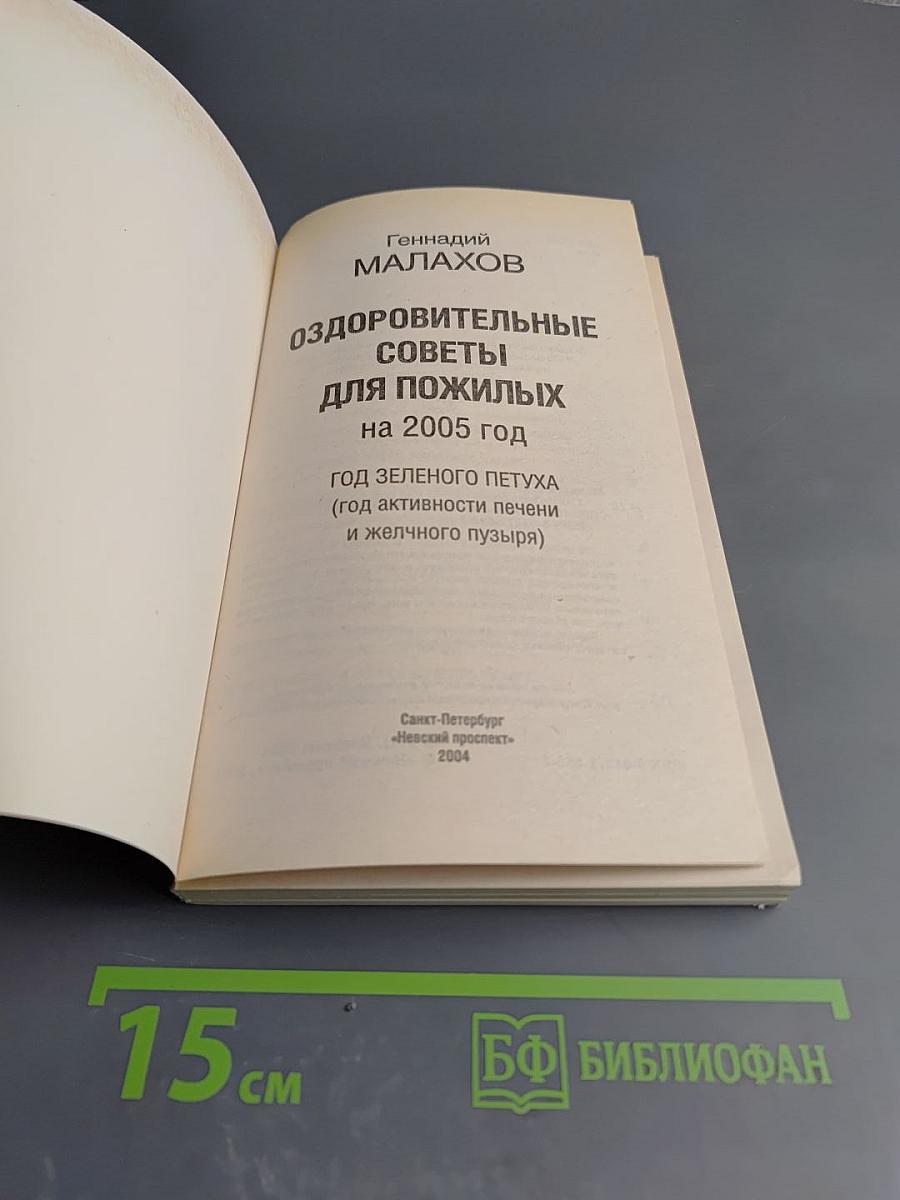 Геннадий
МАЛАХОВ
ОЗДОРОВИТЕЛЬНЫЕ
СОВЕТЫ
ДЛЯ ПОЖИЛЫХ
на 2005 год
ГОД ЗЕЛЕНОГО ПЕТУХА
(год активности печени
и желчного пузыря)
Санкт-Петербург
«Невский проспект»
2004
15 см
БФ БИБЛИОФАН